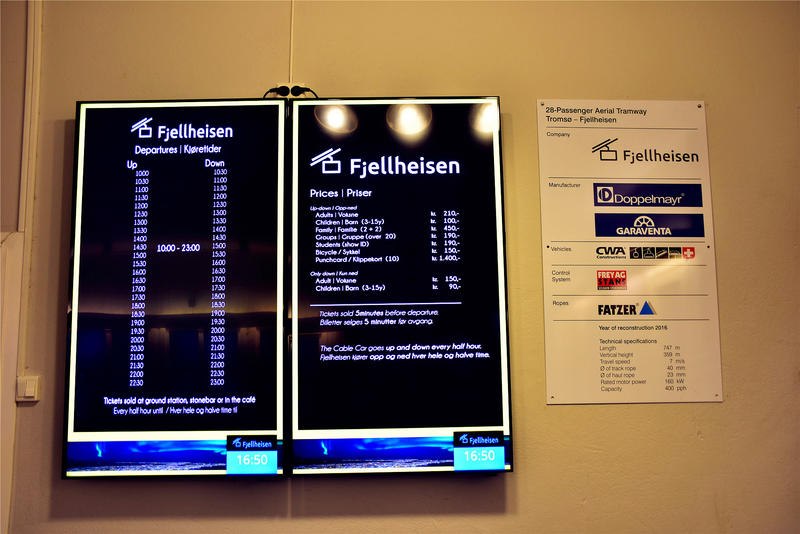 Fjellheisen
Departures | Kjøretider
Up Down
1000 1030
1030 1100
1100 1130
1130 1200
1200 1230
1230 1300
1300 1330
1330 1400
1400 1430
1430 1500
1500 1530
1530 1600
1600 1630
1630 1700
1700 1730
1730 1800
1800 1830
1830 1900
1900 1930
1930 2000
2000 2030
2030 2100
2100 2130
2130 2200
2200 2230
2230 2300
10:00 - 23:00
Tickets sold at ground station, stonebar or in the café
Every half hour until / Hver hele og halve time til
Fjellheisen
16:50
Fjellheisen
Prices | Priser
Up-down | Opp-ned
Adults | Voksne kr. 210,-
Children | Barn (3-15y) kr. 100,-
Family | Familie (2 + 2) kr. 450,-
Groups | Gruppe (over 20) kr. 190,-
Students (show ID) kr. 190,-
Bicycle / Sykkel kr. 150,-
Punchcard / Klippekort (10) kr. 1.400,-
Only down | Kun ned
Adult | Voksne kr. 150,-
Children | Barn (3-15y) kr. 90,-
Tickets sold 5minutes before departure.
Billetter selges 5 minutter før avgang.
The Cable Car goes up and down every half hour.
Fjellheisen kjører opp og ned hver hele og halve time.
Fjellheisen
16:50
28-Passenger Aerial Tramway
Tromsø – Fjellheisen
Company
Fjellheisen
Manufacturer
Doppelmayr
GARAVENTA
Vehicles
CWA
Constructions
Control
System
FREY AG
STANS
Ropes
FATZER
Year of reconstruction 2016
Technical specifications
Length 747 m
Vertical height 359 m
Travel speed 7 m/s
Ø of track rope 40 mm
Ø of haul rope 23 mm
Rated motor power 160 kW
Capacity 400 pph